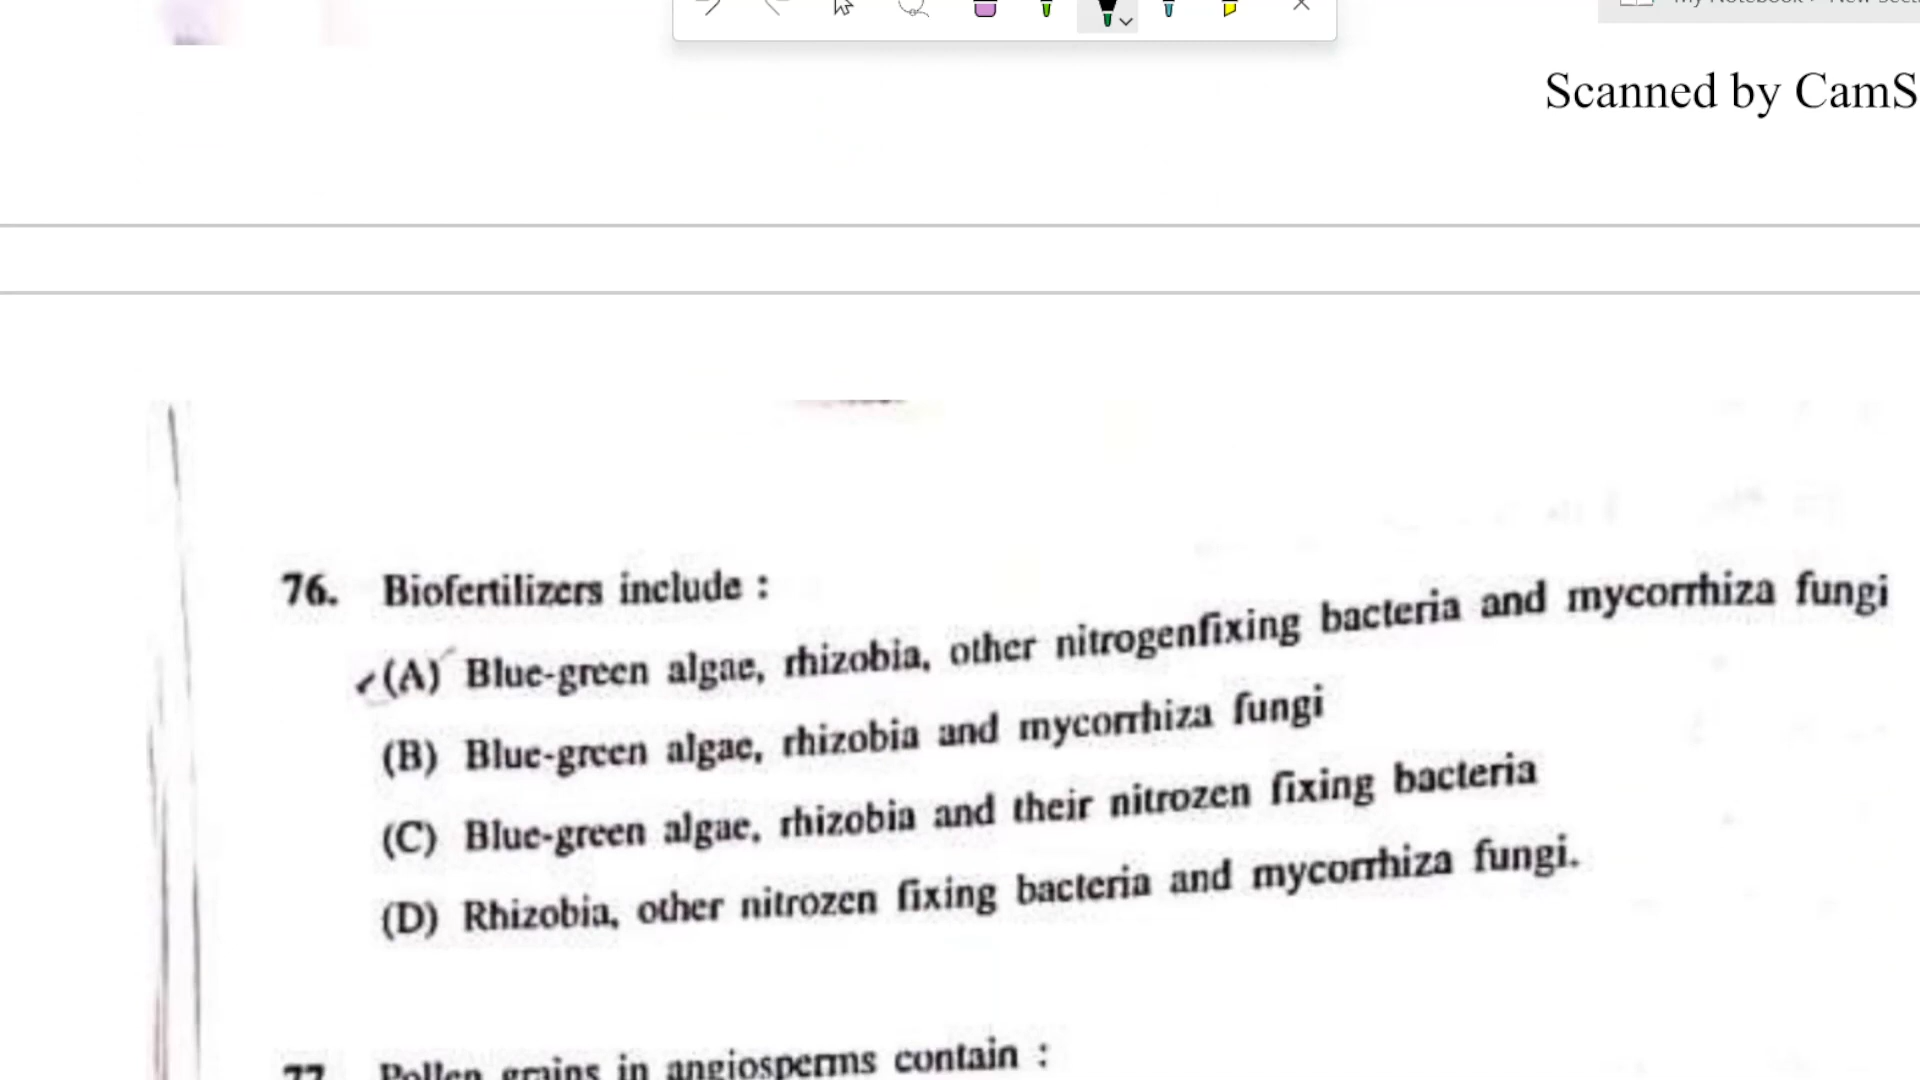 Scanned by CamS
76. Biofertilizers include :
(A) Blue-green algae, rhizobia, other nitrogenfixing bacteria and mycorrhiza fungi
(B) Blue-green algae, rhizobia and mycorrhiza fungi
(C) Blue-green algae, rhizobia and their nitrozen fixing bacteria
(D) Rhizobia, other nitrozen fixing bacteria and mycorrhiza fungi.
77. Pollen grains in angiosperms contain :